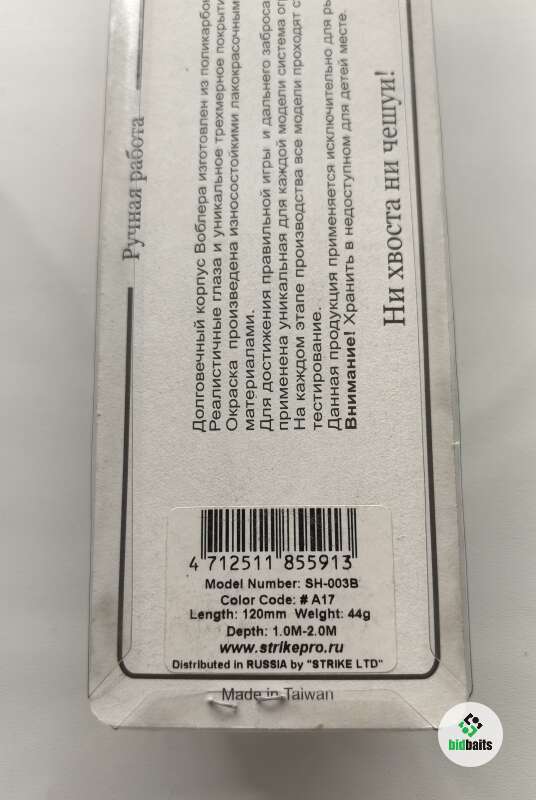 Ручная работа
Долговечный корпус Воблера изготовлен из
Реалистичные глаза и уникальное трехмерное
Окраска произведена износостойкими лакокрасочным
материалами.
Для достижения правильной игры и дальнего заброса
применена уникальная для каждой модели система
На каждом этапе производства все модели проходят
тестирование.
Данная продукция применяется исключительно для
Внимание! Хранить в недоступном для детей месте.
Ни хвоста ни чешуи!
4 712511 855913
Model Number: SH-003B
Color Code: # A17
Length: 120mm Weight: 44g
Depth: 1.0M-2.0M
www.strikepro.ru
Distributed in RUSSIA by "STRIKE LTD"
Made in Taiwan
bidbaits